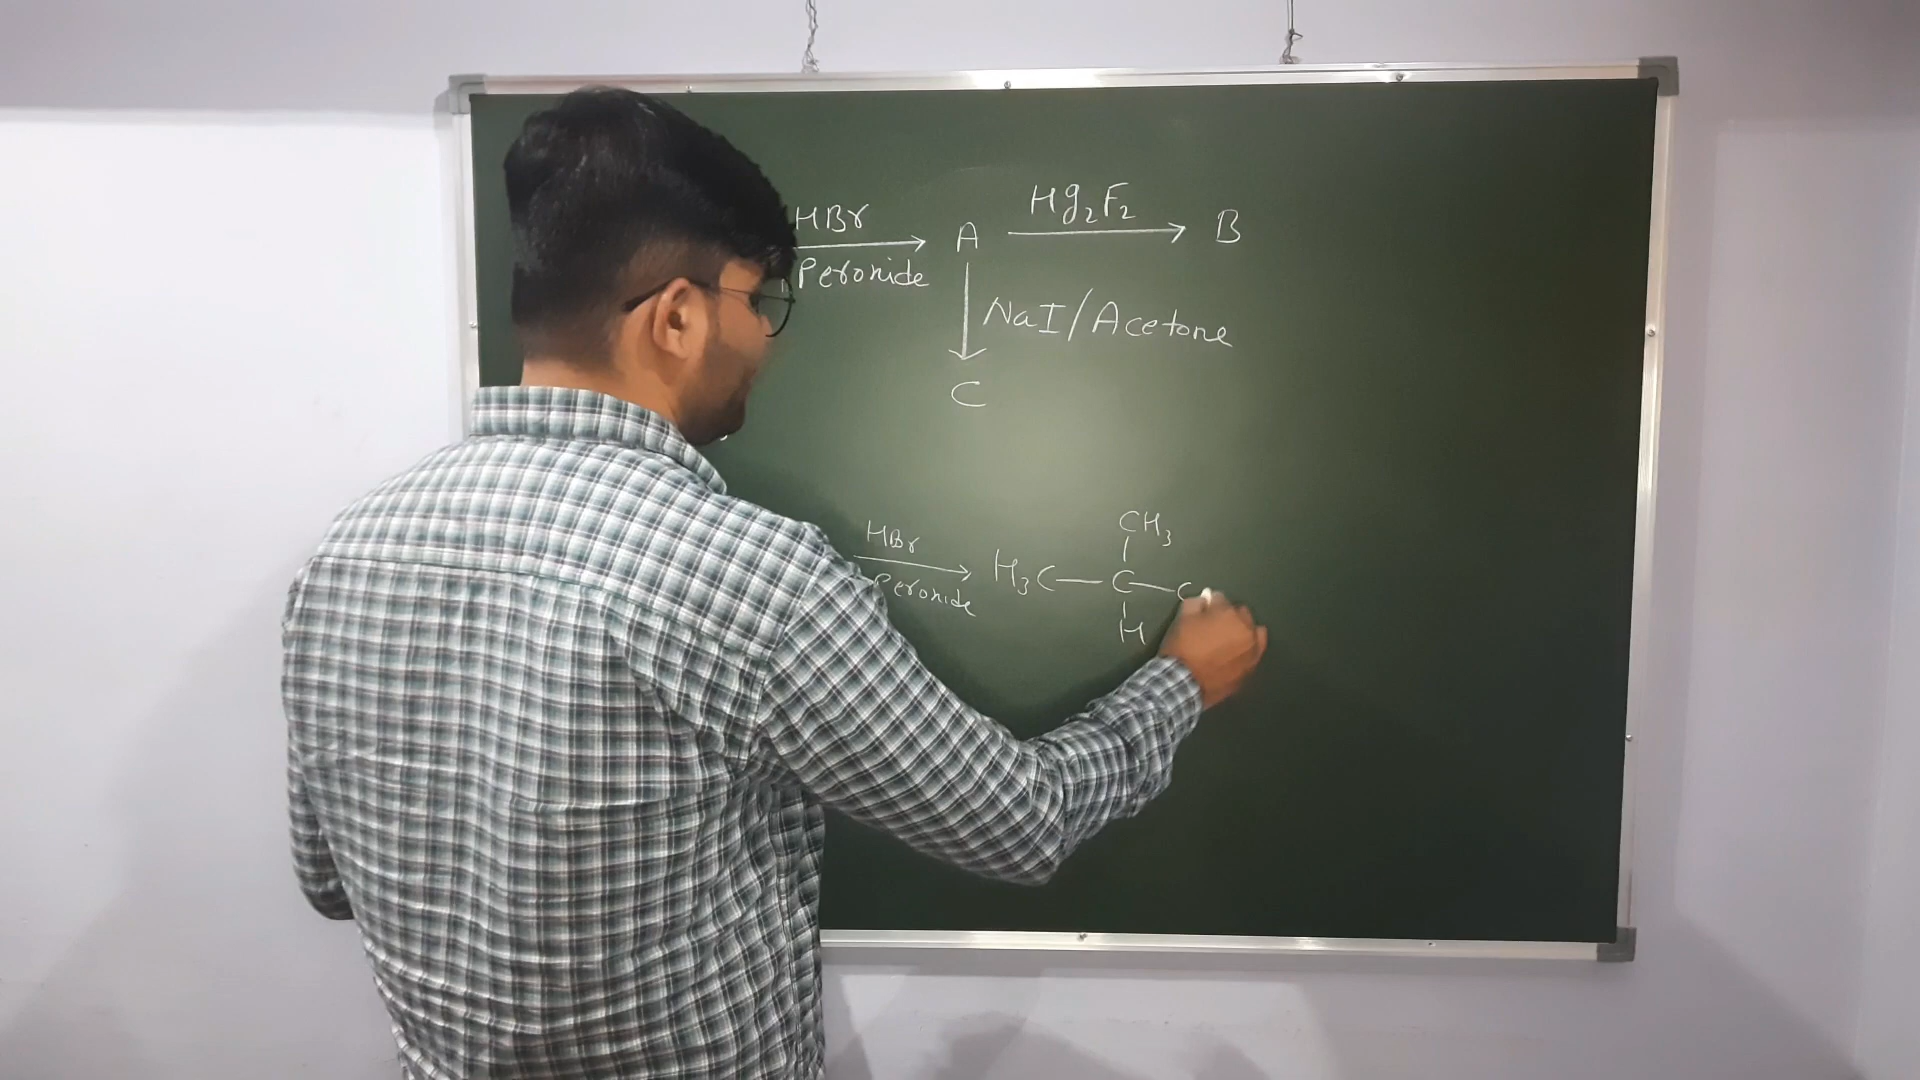 HBr A Hg2F2 B
Peroxide
NaI/Acetone
C
HBr
Peroxide
CH3
H3C—C—C
H